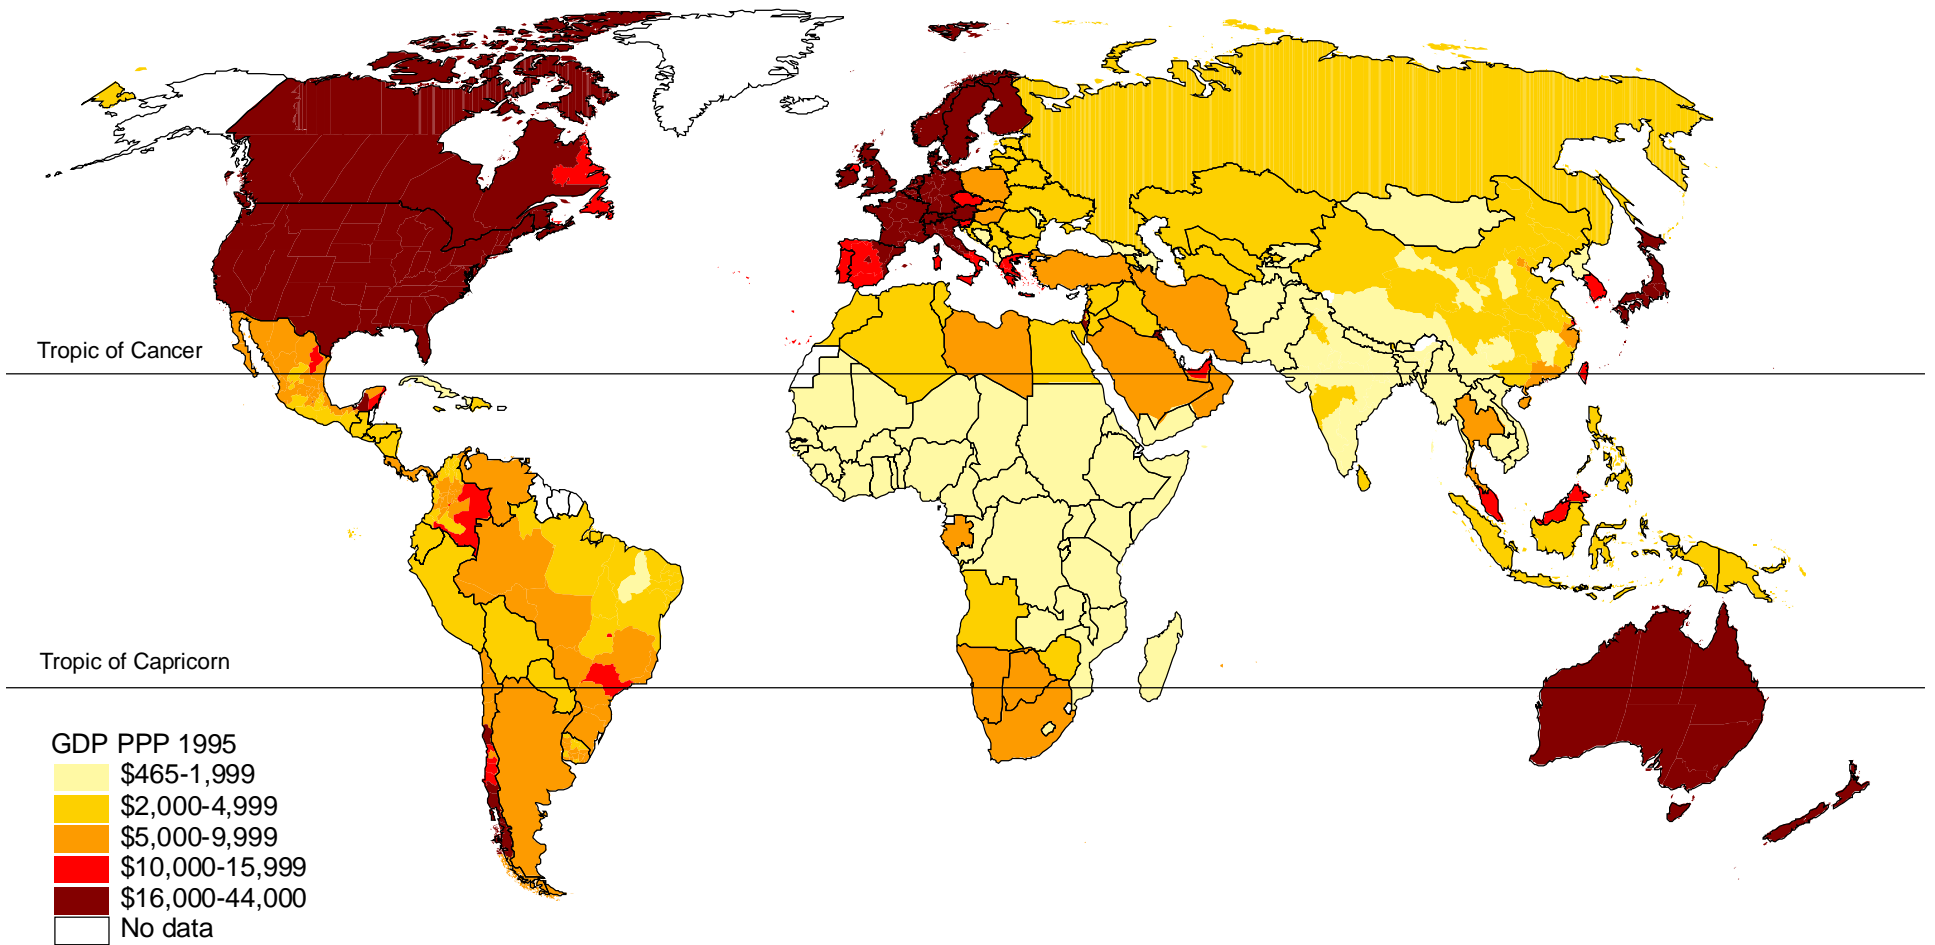 Tropic of Cancer
Tropic of Capricorn
GDP PPP 1995
$465-1,999
$2,000-4,999
$5,000-9,999
$10,000-15,999
$16,000-44,000
No data